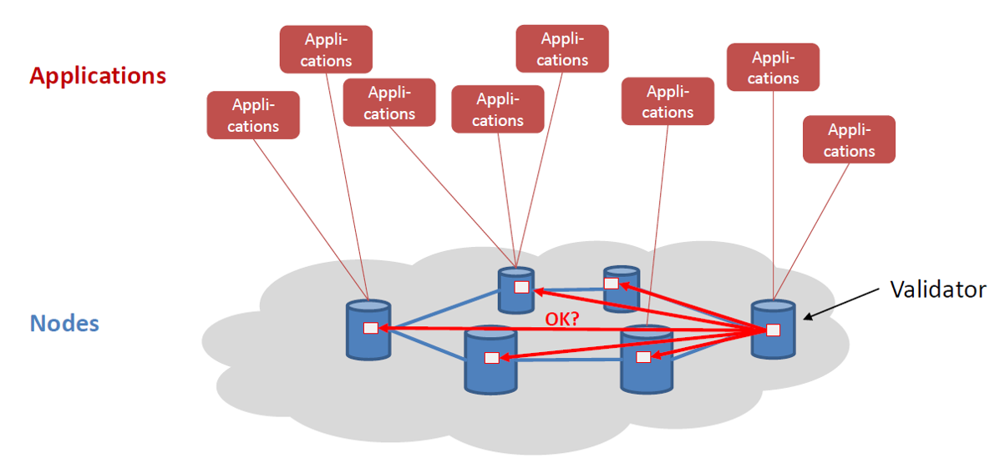 Applications
Appli-
cations
Appli-
cations
Appli-
cations
Appli-
cations
Appli-
cations
Appli-
cations
Appli-
cations
Appli-
cations
Nodes
OK?
Validator